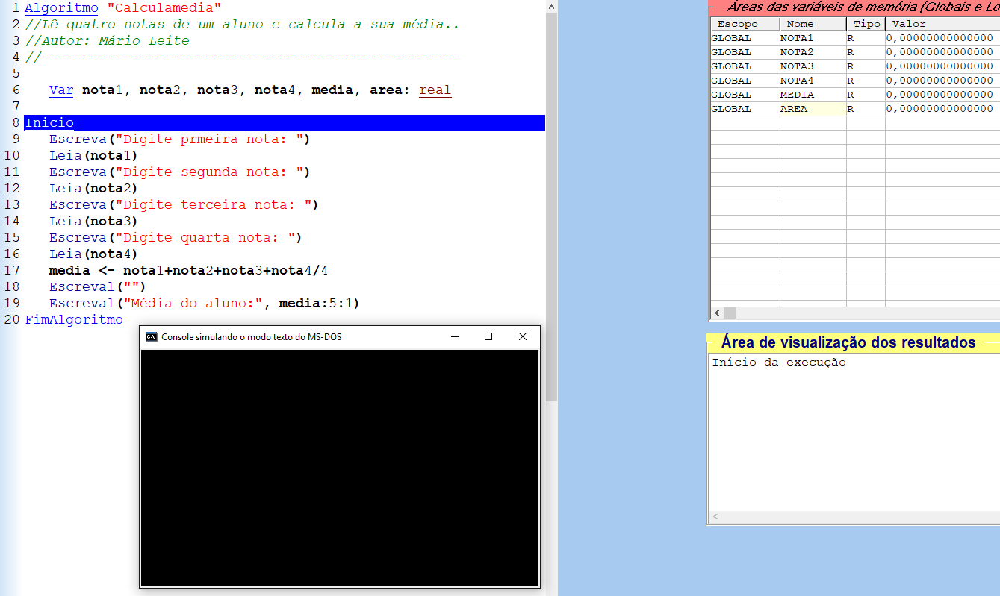 1 Algoritmo "Calculamedia"
2 //Lê quatro notas de um aluno e calcula a sua média..
3 //Autor: Mário Leite
4 //---------------------------------------------------
5
6 Var nota1, nota2, nota3, nota4, media, area: real
7
8 Inicio
9 Escreva("Digite prmeira nota: ")
10 Leia(nota1)
11 Escreva("Digite segunda nota: ")
12 Leia(nota2)
13 Escreva("Digite terceira nota: ")
14 Leia(nota3)
15 Escreva("Digite quarta nota: ")
16 Leia(nota4)
17 media <- nota1+nota2+nota3+nota4/4
18 Escreval("")
19 Escreval("Média do aluno:", media:5:1)
20 FimAlgoritmo
Console simulando o modo texto do MS-DOS
Áreas das variáveis de memória (Globais e Lo
Escopo Nome Tipo Valor
GLOBAL NOTA1 R 0,00000000000000
GLOBAL NOTA2 R 0,00000000000000
GLOBAL NOTA3 R 0,00000000000000
GLOBAL NOTA4 R 0,00000000000000
GLOBAL MEDIA R 0,00000000000000
GLOBAL AREA R 0,00000000000000
Área de visualização dos resultados
Início da execução